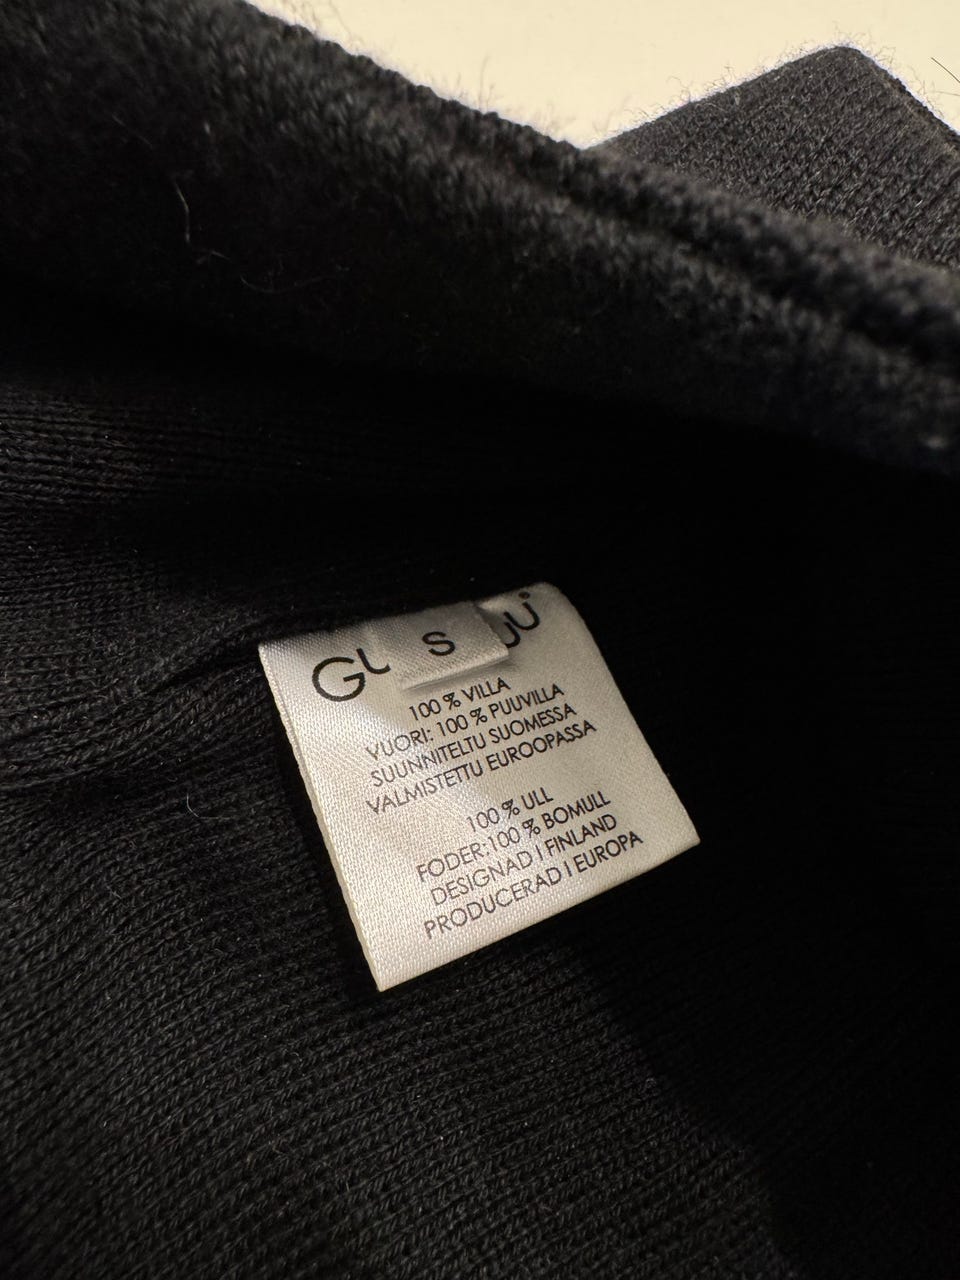 S
100 % VILLA
VUORI: 100 % PUUVILLA
SUUNNITELTU SUOMESSA
VALMISTETTU EUROOPASSA
100 % ULL
FODER:100 % BOMULL
DESIGNAD I FINLAND
PRODUCERAD I EUROPA